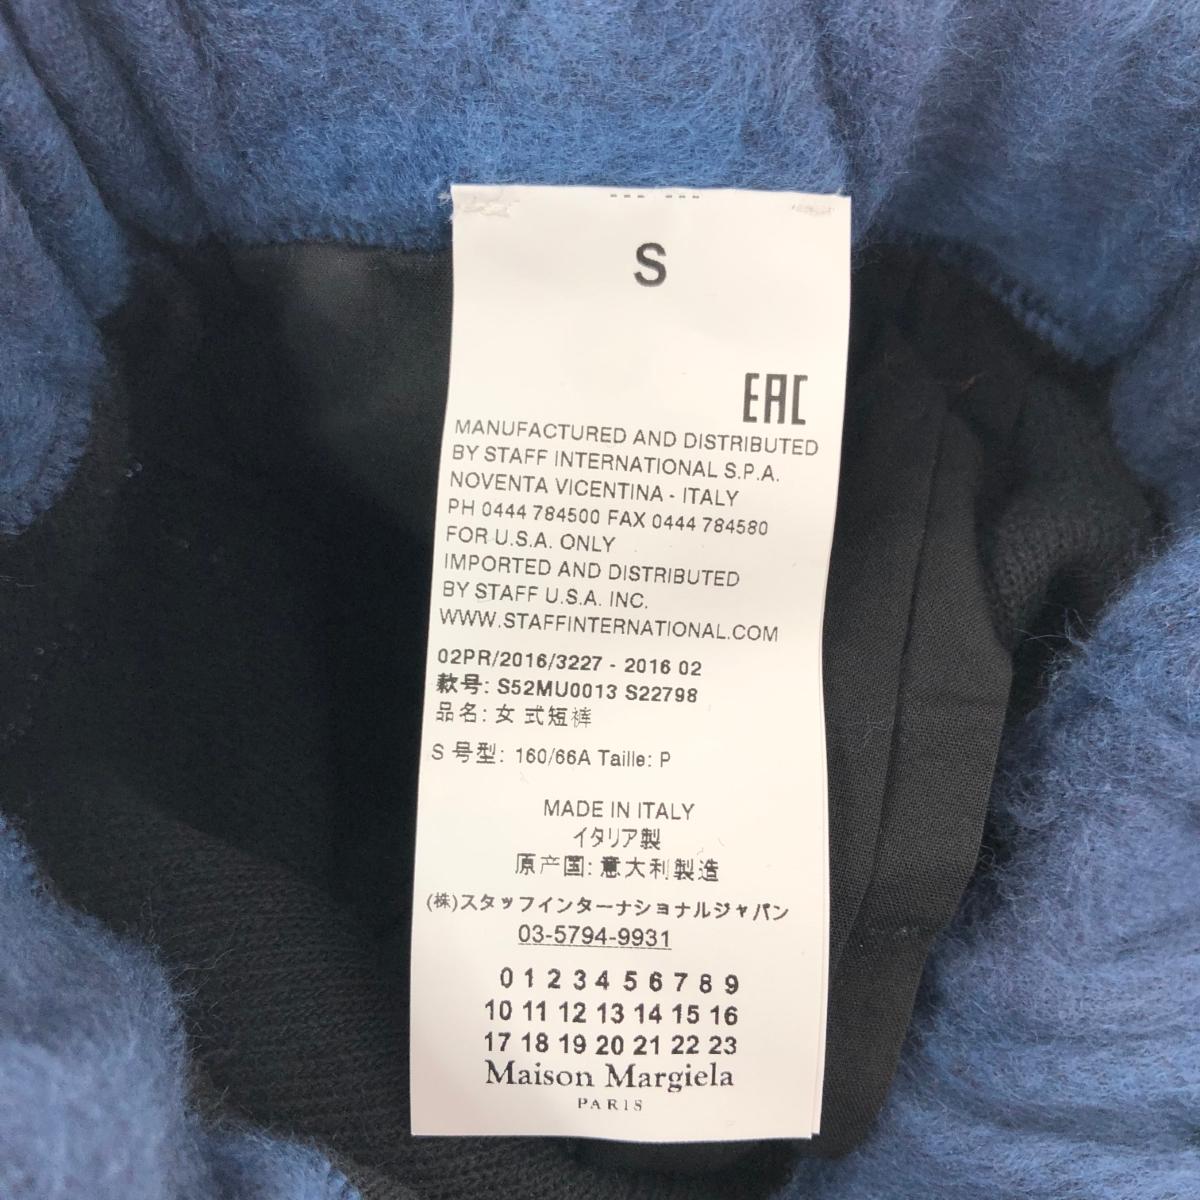 S
EAC
MANUFACTURED AND DISTRIBUTED
BY STAFF INTERNATIONAL S.P.A.
NOVENTA VICENTINA - ITALY
PH 0444 784500 FAX 0444 784580
FOR U.S.A. ONLY
IMPORTED AND DISTRIBUTED
BY STAFF U.S.A. INC.
WWW.STAFFINTERNATIONAL.COM
02PR/2016/3227 - 2016 02
款号: S52MU0013 S22798
品名: 女 式短裤
S 号型: 160/66A Taille: P
MADE IN ITALY
イタリア製
原产国: 意大利製造
(株)スタッフインターナショナルジャパン
03-5794-9931
0 1 2 3 4 5 6 7 8 9
10 11 12 13 14 15 16
17 18 19 20 21 22 23
Maison Margiela
PARIS